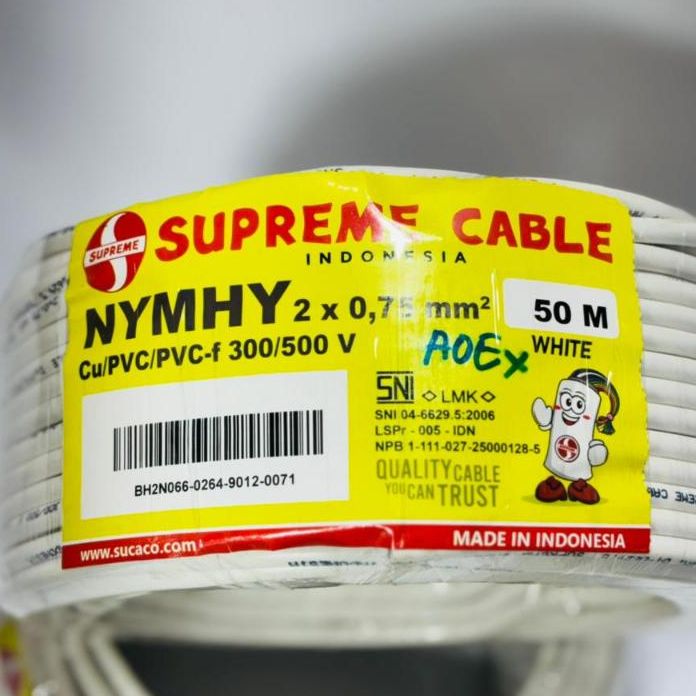 SUPREME
SUPREME CABLE
INDONESIA
NYMHY 2 x 0,75 mm²
50 M
Cu/PVC/PVC-f 300/500 V
WHITE
AOEx
SNI
LMK
SNI 04-6629.5:2006
LSPr - 005 - IDN
NPB 1-111-027-25000128-5
BH2N066-0264-9012-0071
QUALITY CABLE
YOU CAN TRUST
www.sucaco.com
MADE IN INDONESIA